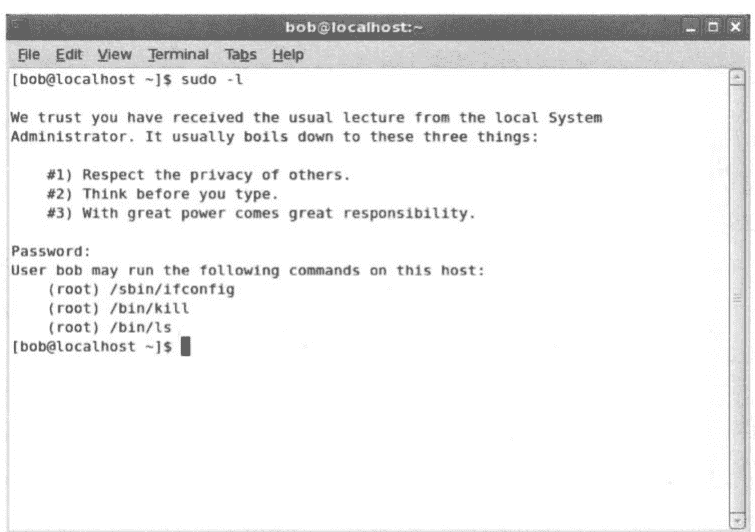 bob@localhost:~
File Edit View Terminal Tabs Help
[bob@localhost ~]$ sudo -l
We trust you have received the usual lecture from the local System
Administrator. It usually boils down to these three things:
#1) Respect the privacy of others.
#2) Think before you type.
#3) With great power comes great responsibility.
Password:
User bob may run the following commands on this host:
(root) /sbin/ifconfig
(root) /bin/kill
(root) /bin/ls
[bob@localhost ~]$